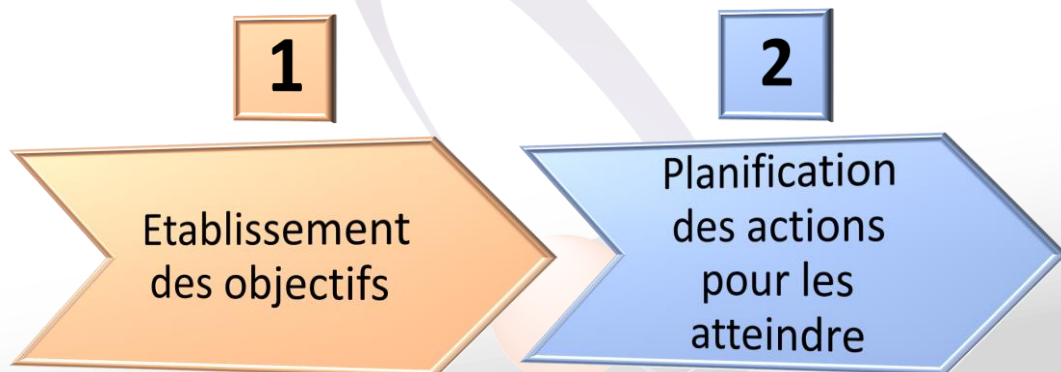 1
Etablissement
des objectifs
2
Planification
des actions
pour les
atteindre